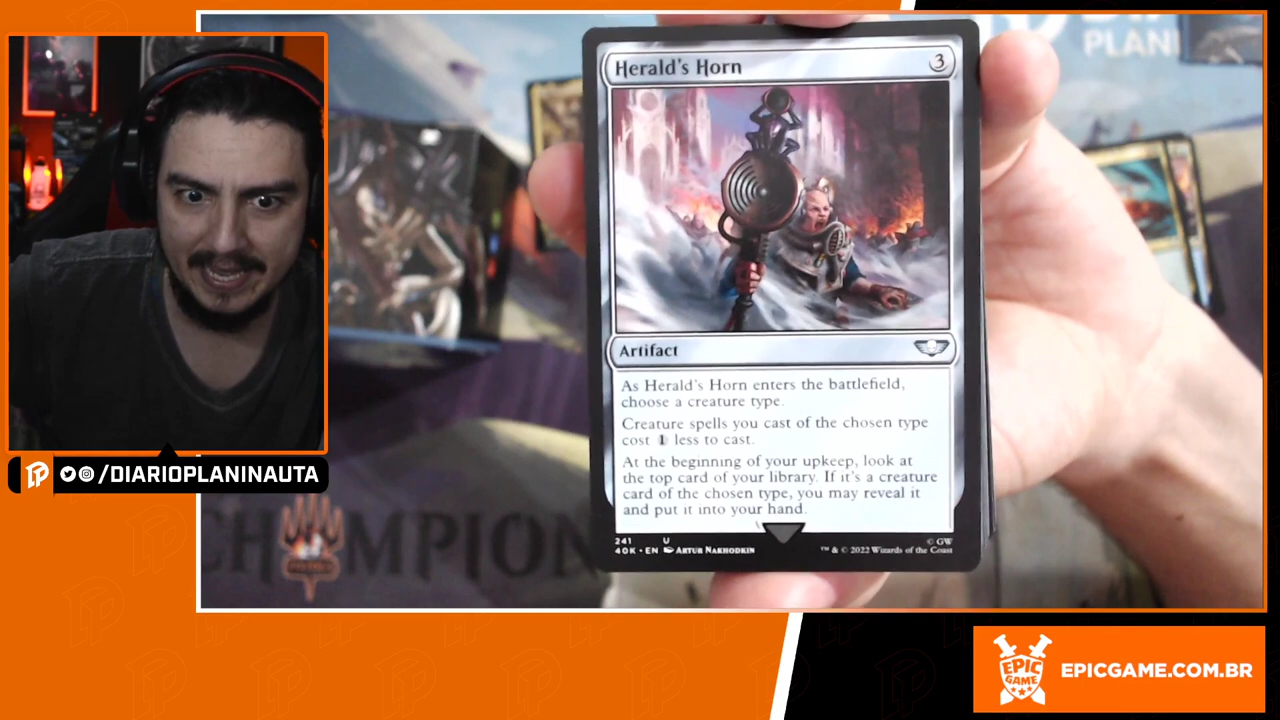 PLANI
Herald's Horn 3
Artifact
As Herald's Horn enters the battlefield,
choose a creature type.
Creature spells you cast of the chosen type
cost 1 less to cast.
At the beginning of your upkeep, look at
the top card of your library. If it's a creature
card of the chosen type, you may reveal it
and put it into your hand.
241 U
40K • EN Artur Nakhodkin
© GW
™ & © 2022 Wizards of the Coast
CHAMPION
/DIARIOPLANINAUTA
EPIC
GAME
EPICGAME.COM.BR